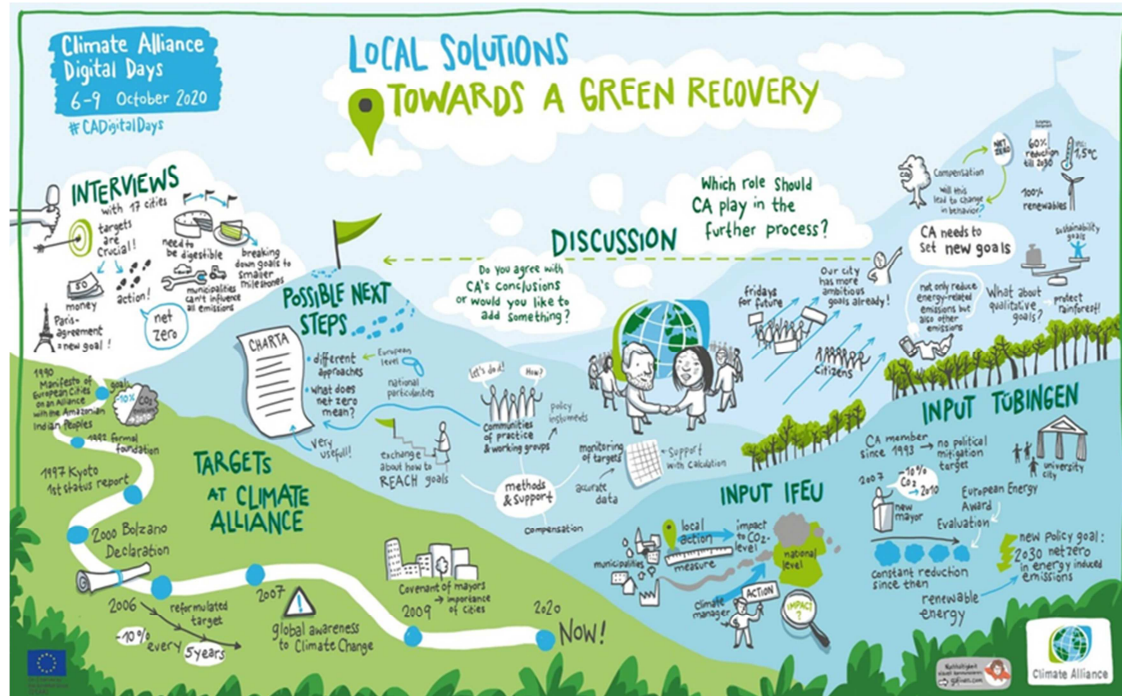 Climate Alliance
Digital Days
6-9 October 2020
#CADigitalDays
LOCAL SOLUTIONS
TOWARDS A GREEN RECOVERY
INTERVIEWS
with 17 cities
targets
are
crucial!
money
action!
Paris-
agreement
= new goal!
net
zero
need to
be digestible
breaking
down goals to
smaller
milestones
municipalities
can't influence
all emissions
POSSIBLE NEXT
STEPS
CHARTA
different
approaches
European
level
What does
net zero
mean?
national
particularities
very
useful!
exchange
about how to
REACH goals
let's do it!
How?
Communities
of practice
& working groups
policy
instruments
methods
& support
compensation
monitoring
of targets
accurate
data
Support
with calculation
DISCUSSION
Which role should
CA play in the
further process?
Do you agree with
CA's conclusions
or would you like to
add something?
Fridays
for future
Our city
has more
ambitious
goals already!
Citizens
Compensation
will this
lead to change
in behavior?
NET
ZERO
60%
reduction
till 2030
1,5°C
100%
renewables
CA needs to
set new goals
sustainability
goals
not only reduce
energy-related
emissions but
also other
emissions
What about
qualitative
goals?
protect
rainforest!
TARGETS
AT CLIMATE
ALLIANCE
1990
Manifesto of
European Cities
on an Alliance
with the Amazonian
Indian Peoples
goal:
-10%
CO2
1992 formal
foundation
1997 Kyoto
1st status report
2000 Bolzano
Declaration
2006
reformulated
target
-10%
every 5 years
2007
global awareness
to Climate Change
Covenant of mayors
→ importance
of cities
2009
2020
NOW!
INPUT IFEU
municipalities
local
action
measure
impact
to CO2-
level
national
level
climate
manager
ACTION
IMPACT
?
INPUT TÜBINGEN
CA member
since 1993 → no political
mitigation
target
university
city
2007
-10%
CO2
→ 2010
new
mayor
European Energy
Award
Evaluation
Constant reduction
since then
renewable
energy
new Policy goal:
2030 net zero
in energy induced
emissions
Climate Alliance